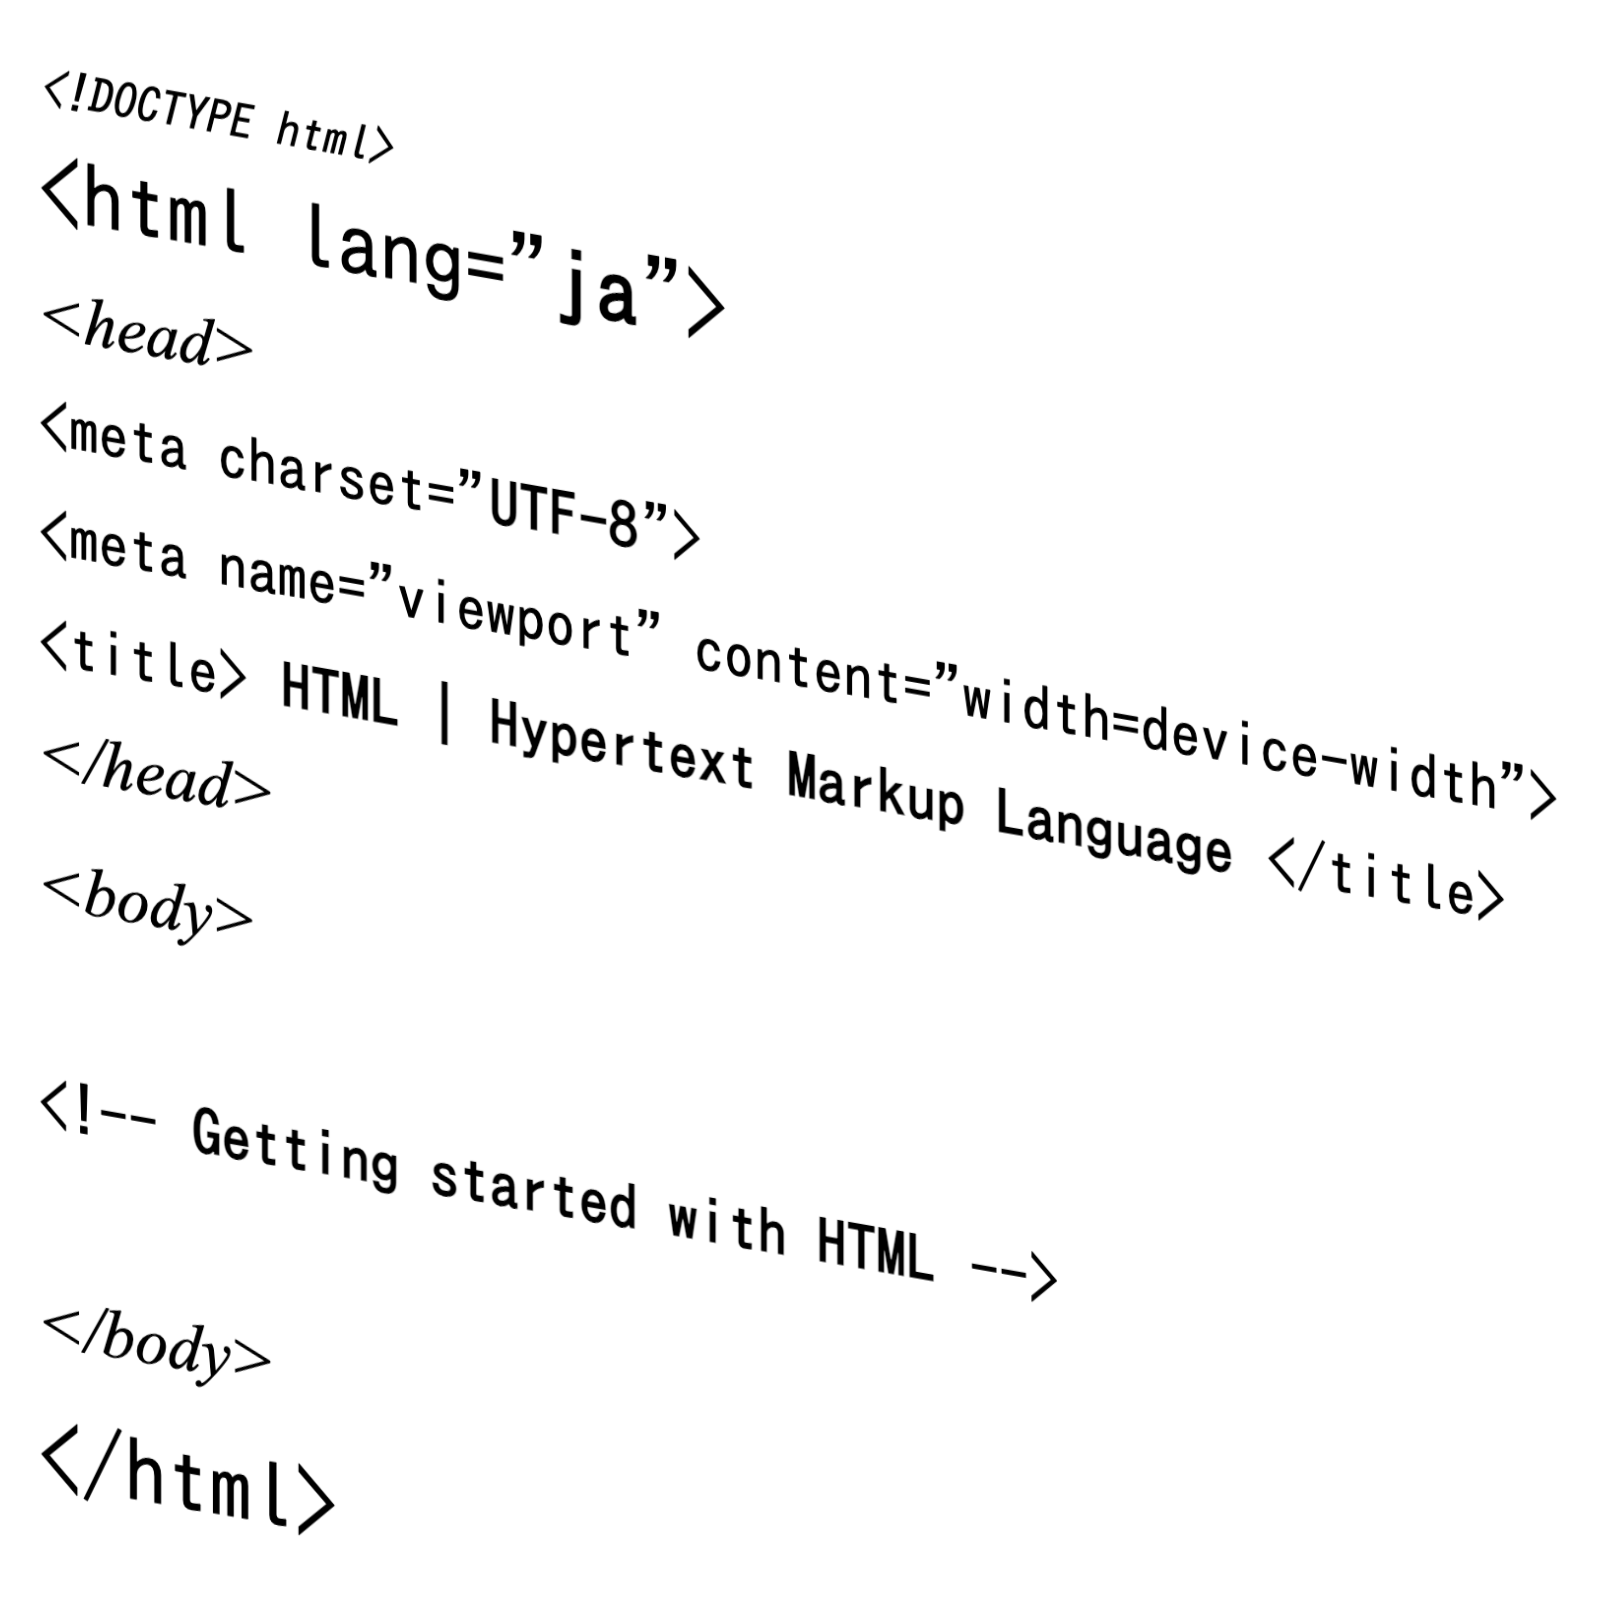 <!DOCTYPE html>
<html lang=”ja”>
<head>
<meta charset=”UTF-8”>
<meta name=”viewport” content=”width=device-width”>
<title> HTML | Hypertext Markup Language </title>
</head>
<body>
<!-- Getting started with HTML -->
</body>
</html>